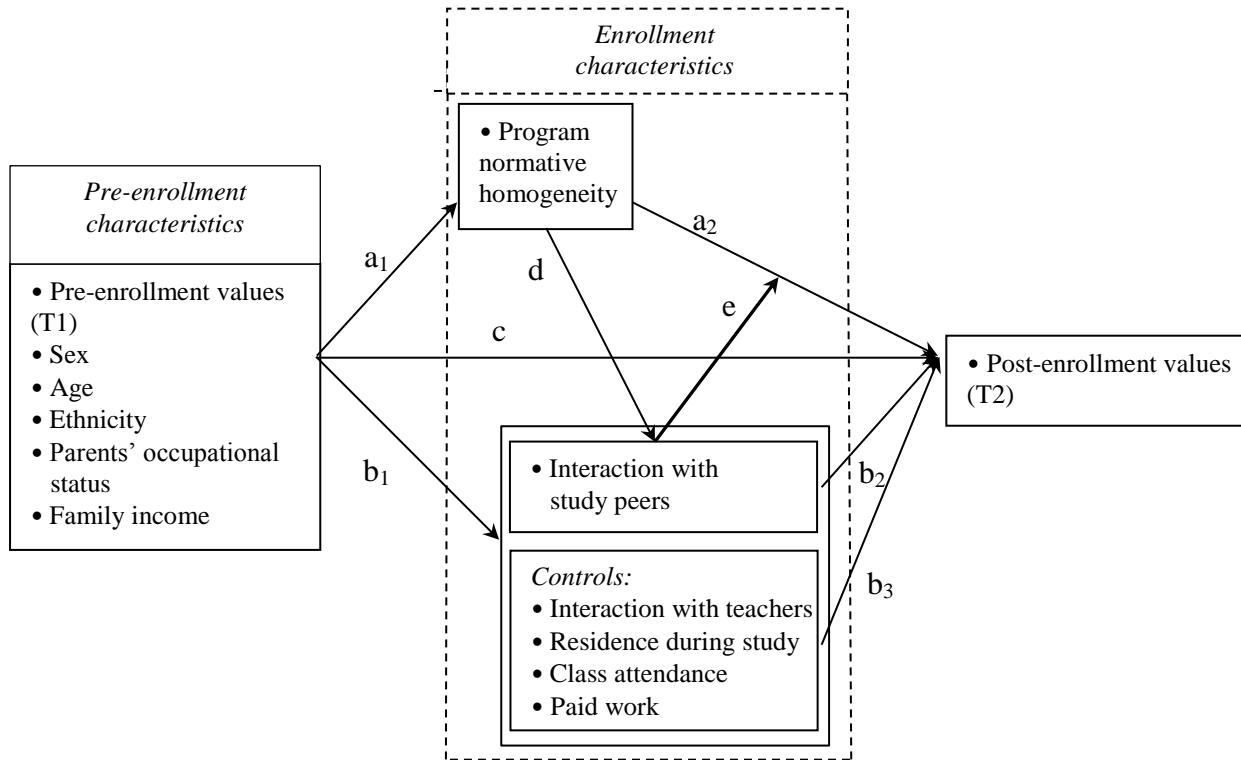 Enrollment
characteristics
• Program
normative
homogeneity
Pre-enrollment
characteristics
• Pre-enrollment values
(T1)
• Sex
• Age
• Ethnicity
• Parents’ occupational
status
• Family income
a1
a2
d
e
c
b1
b2
b3
• Interaction with
study peers
Controls:
• Interaction with teachers
• Residence during study
• Class attendance
• Paid work
• Post-enrollment values
(T2)